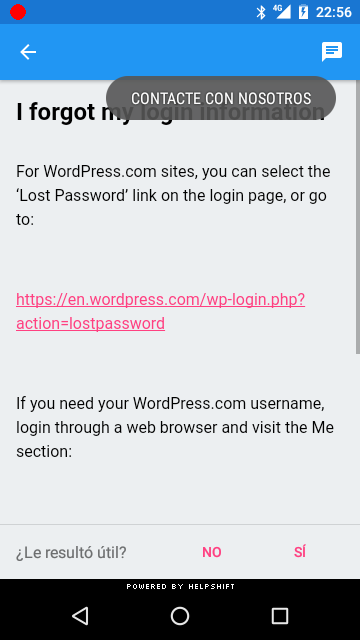 4G 22:56
CONTACTE CON NOSOTROS
I forgot my login information
For WordPress.com sites, you can select the
‘Lost Password’ link on the login page, or go
to:
https://en.wordpress.com/wp-login.php?
action=lostpassword
If you need your WordPress.com username,
login through a web browser and visit the Me
section:
¿Le resultó útil? NO SÍ
POWERED BY HELPSHIFT